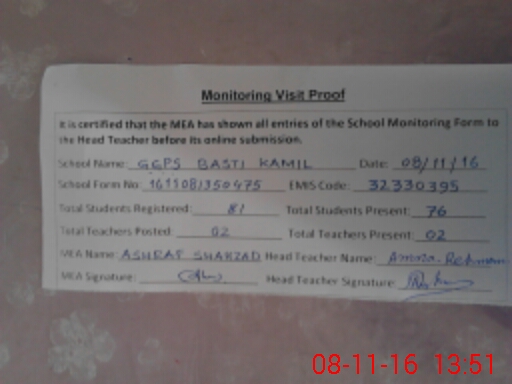 Monitoring Visit Proof
It is certified that the MEA has shown all entries of the School Monitoring Form to
the Head Teacher before its online submission.
School Name: GGPS BASTI KAMIL Date: 08/11/16
School Form No: 1611081350475 EMIS Code: 32330395
Total Students Registered: 81 Total Students Present: 76
Total Teachers Posted: 02 Total Teachers Present: 02
MEA Name: ASHRAF SHAHZAD Head Teacher Name: Amina Rehman
MEA Signature: Head Teacher Signature:
08-11-16 13:51